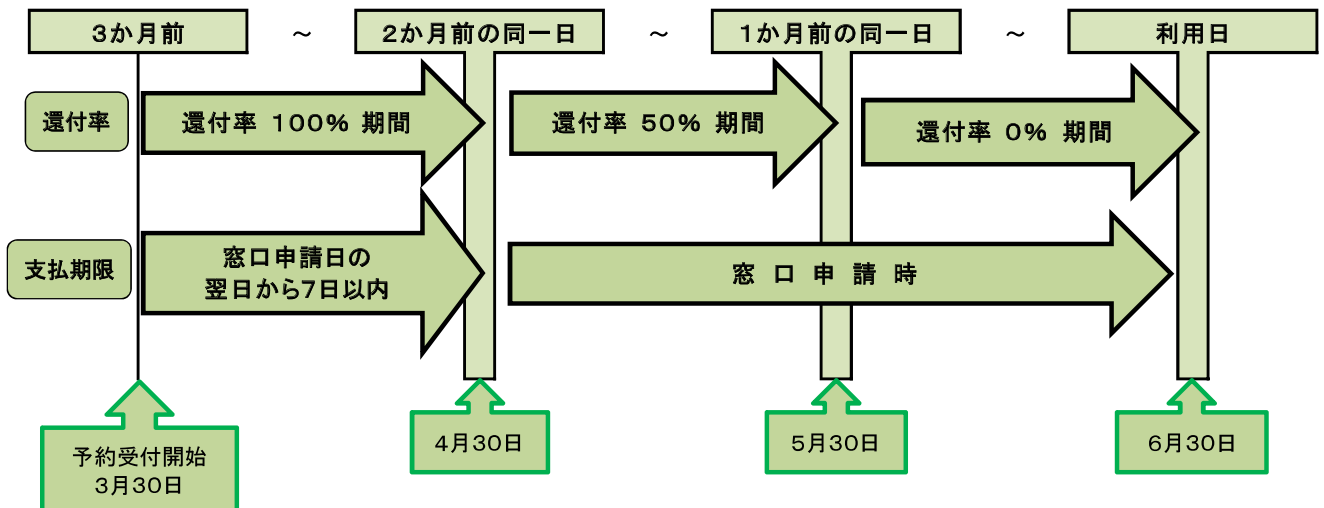 3か月前 ～ 2か月前の同一日 ～ 1か月前の同一日 ～ 利用日
還付率
還付率 100% 期間
還付率 50% 期間
還付率 0% 期間
支払期限
窓口申請日の
翌日から7日以内
窓 口 申 請 時
予約受付開始
3月30日
4月30日
5月30日
6月30日